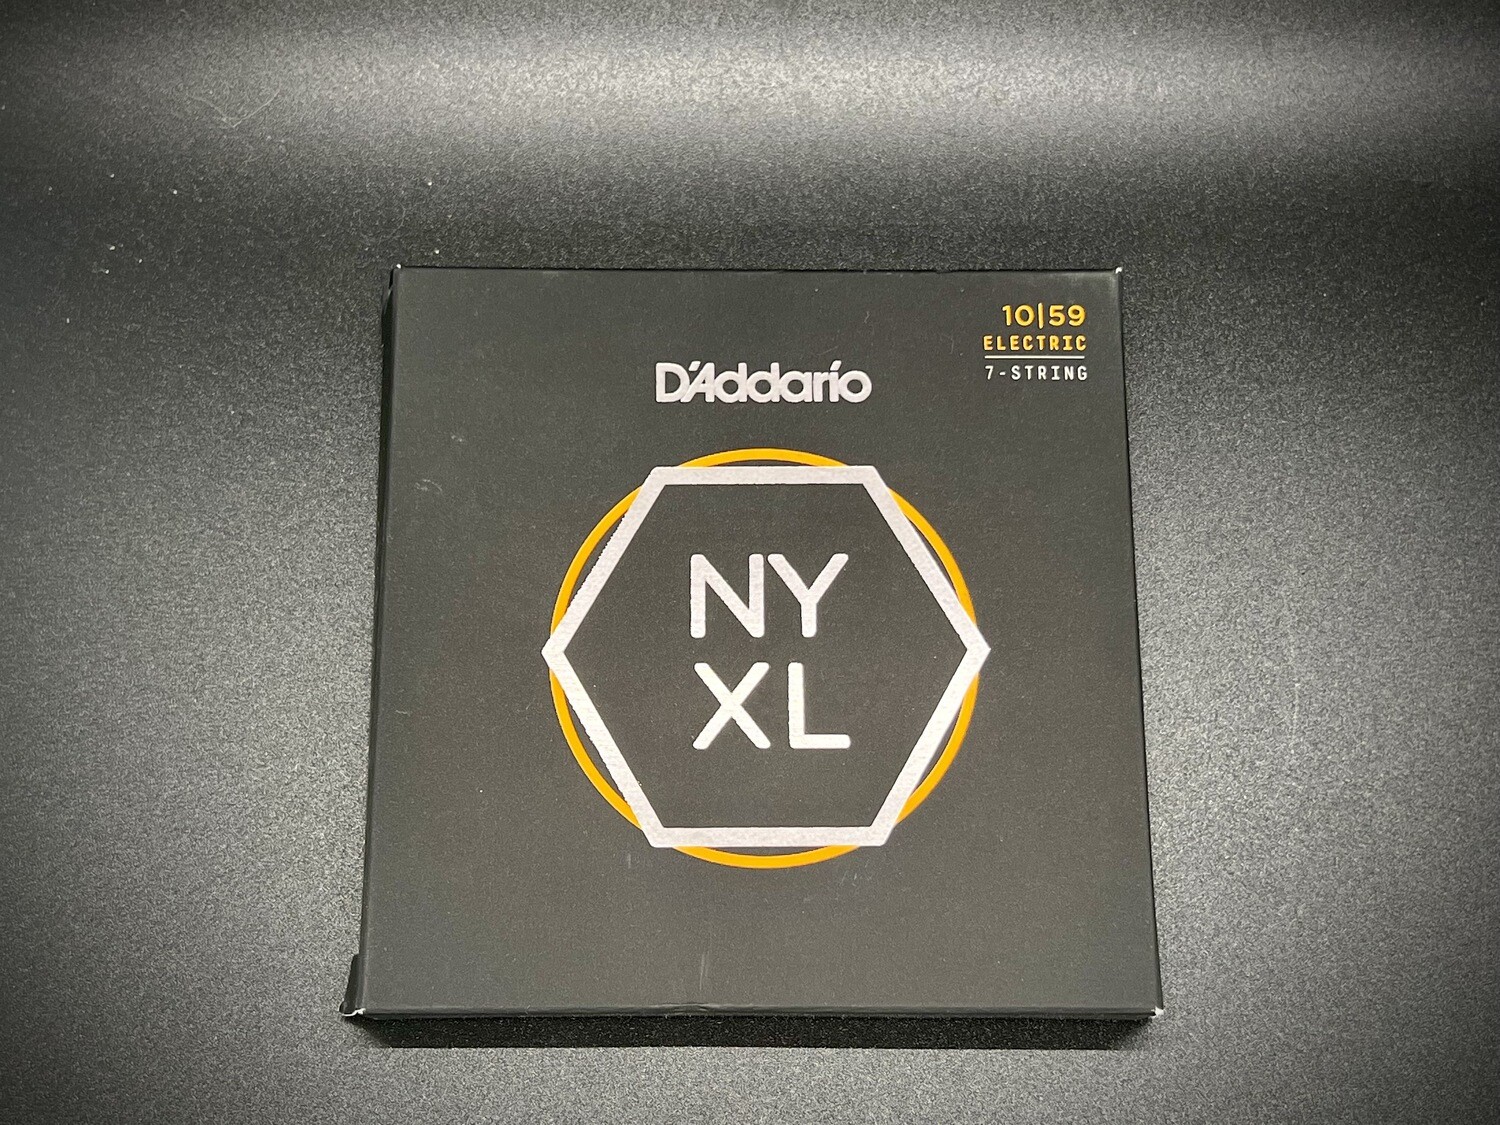 10|59
ELECTRIC
7-STRING
D'Addario
NY
XL